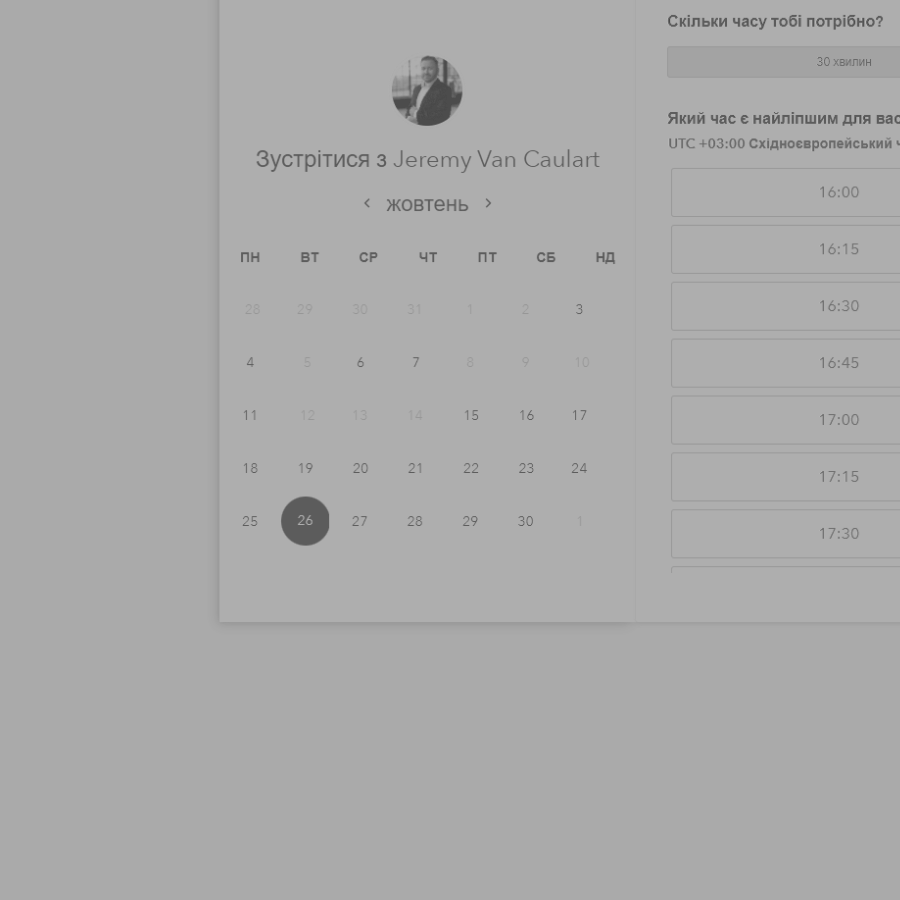 Зустрітися з Jeremy Van Caulart
жовтень
ПН ВТ СР ЧТ ПТ СБ НД
28 29 30 31 1 2 3
4 5 6 7 8 9 10
11 12 13 14 15 16 17
18 19 20 21 22 23 24
25 26 27 28 29 30 1
Скільки часу тобі потрібно?
30 хвилин
Який час є найліпшим для вас
UTC +03:00 Східноєвропейський
16:00
16:15
16:30
16:45
17:00
17:15
17:30